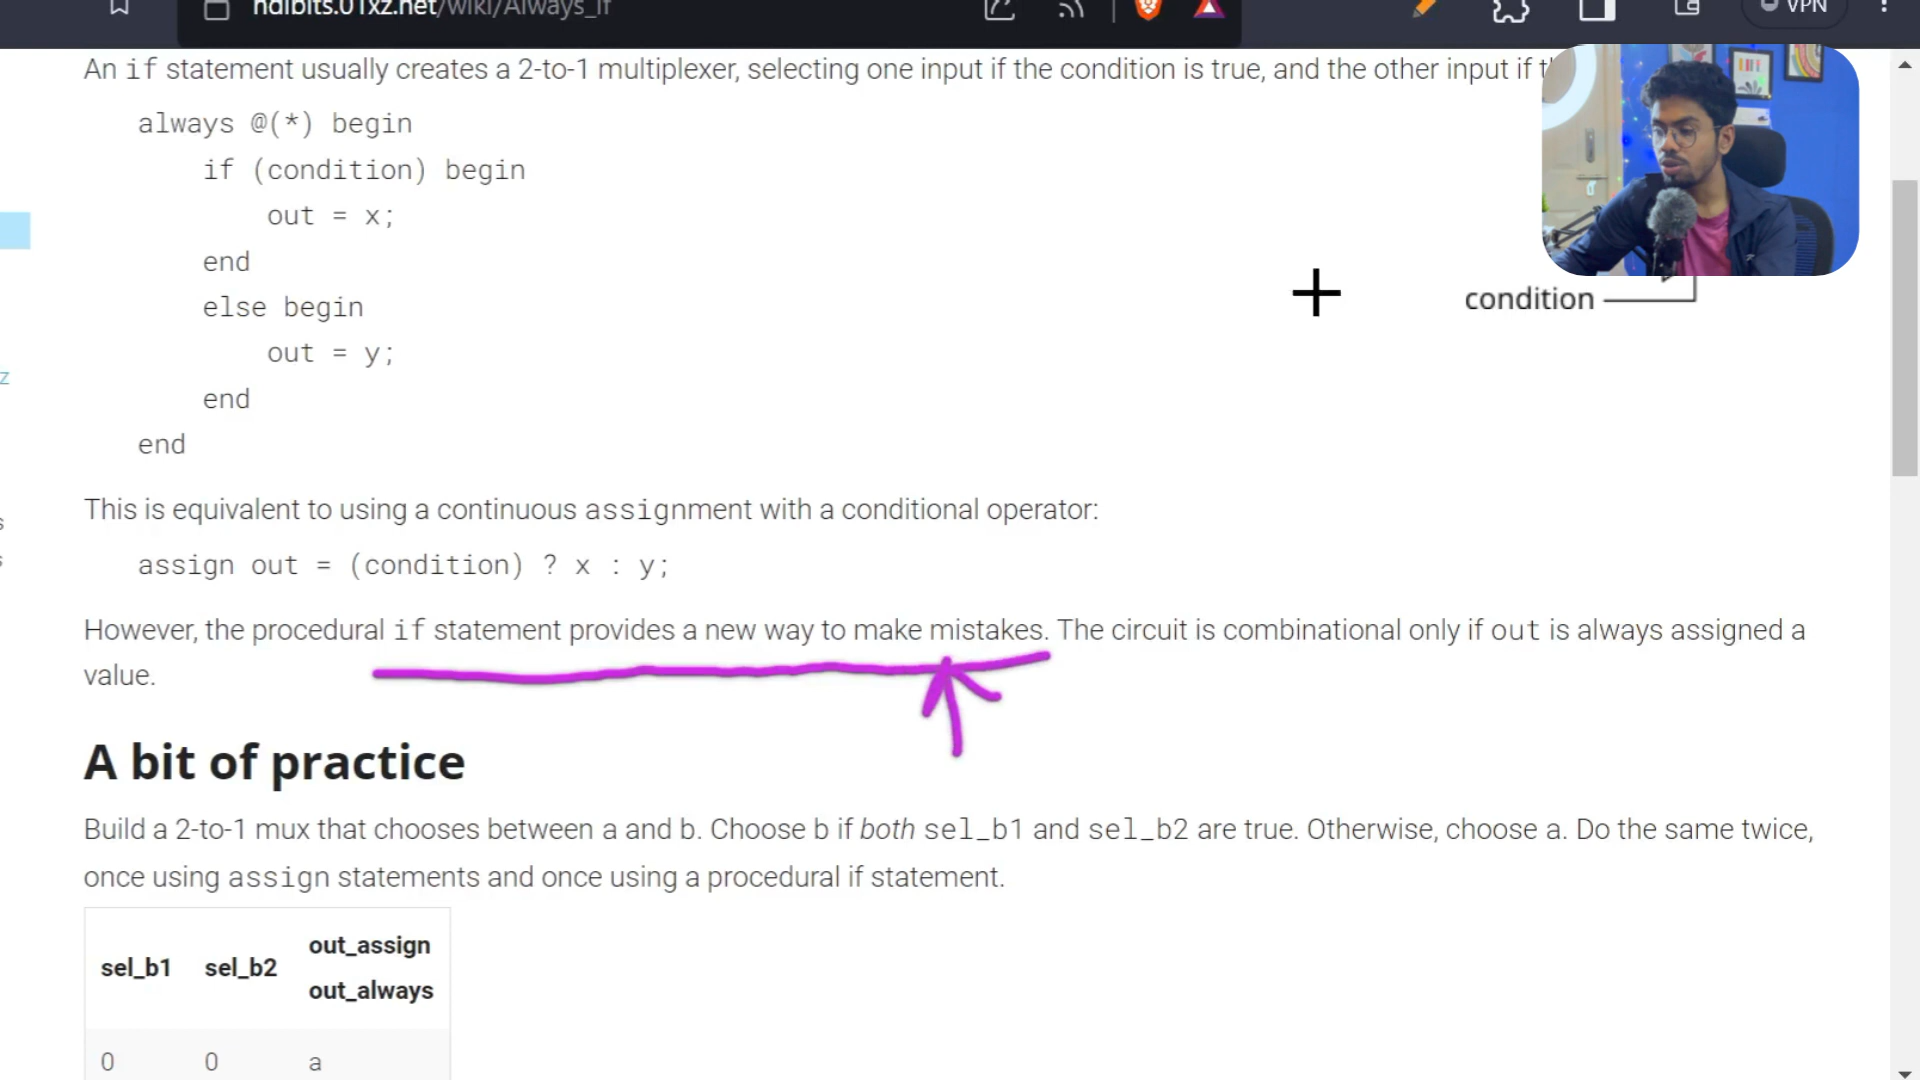 hdlbits.01xz.net/wiki/Always_if
VPN
An if statement usually creates a 2-to-1 multiplexer, selecting one input if the condition is true, and the other input if
always @(*) begin
if (condition) begin
out = x;
end
else begin
out = y;
end
end
condition
This is equivalent to using a continuous assignment with a conditional operator:
assign out = (condition) ? x : y;
However, the procedural if statement provides a new way to make mistakes. The circuit is combinational only if out is always assigned a
value.
A bit of practice
Build a 2-to-1 mux that chooses between a and b. Choose b if both sel_b1 and sel_b2 are true. Otherwise, choose a. Do the same twice,
once using assign statements and once using a procedural if statement.
sel_b1 sel_b2 out_assign
out_always
0 0 a